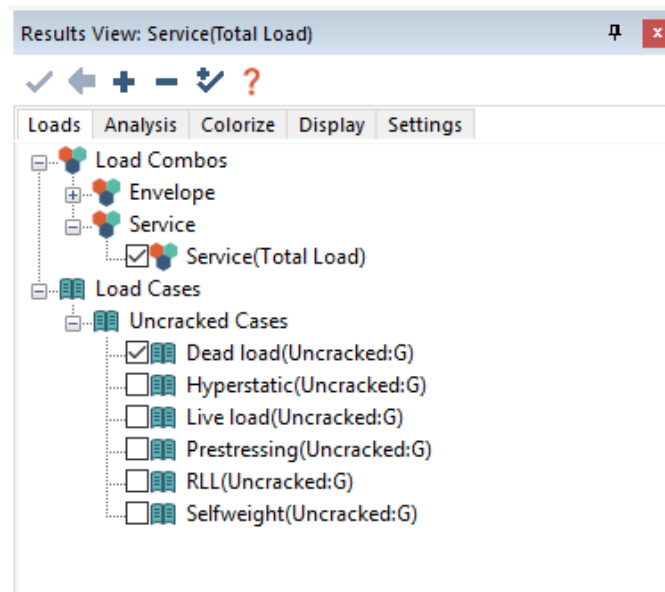 Results View: Service(Total Load)
Loads Analysis Colorize Display Settings
Load Combos
Envelope
Service
Service(Total Load)
Load Cases
Uncracked Cases
Dead load(Uncracked:G)
Hyperstatic(Uncracked:G)
Live load(Uncracked:G)
Prestressing(Uncracked:G)
RLL(Uncracked:G)
Selfweight(Uncracked:G)